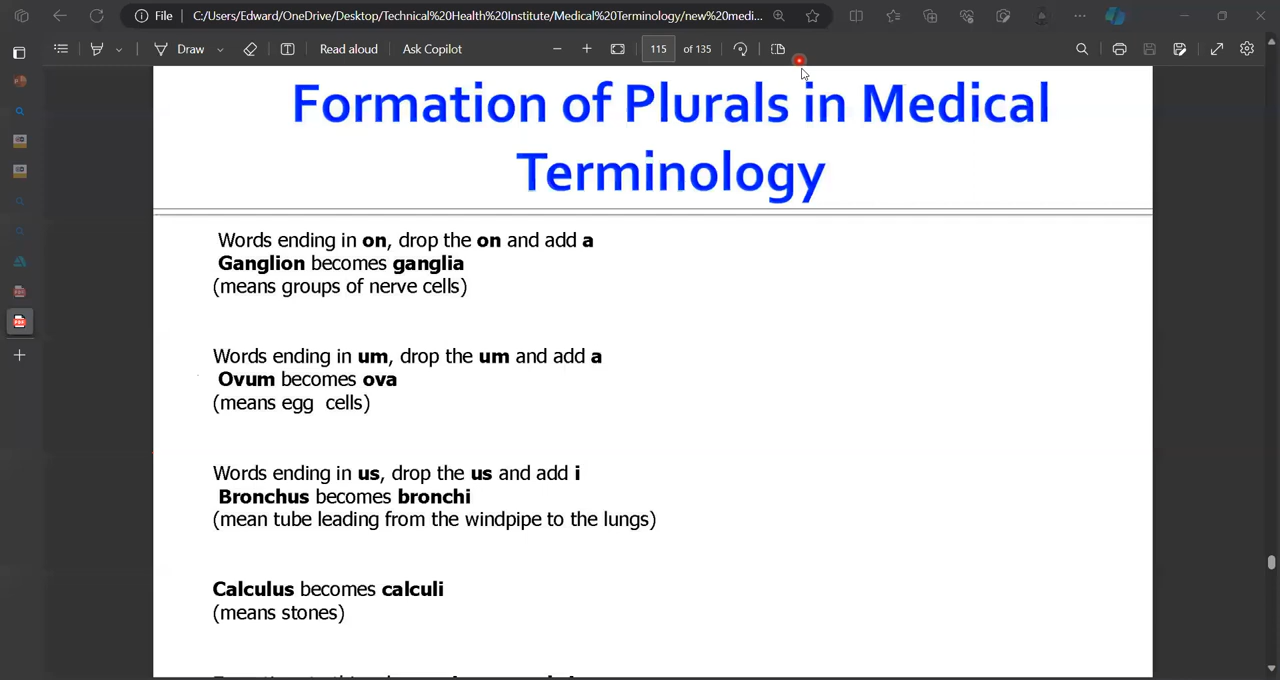 File
C:/Users/Edward/OneDrive/Desktop/Technical%20Health%20Institute/Medical%20Terminology/new%20medi...
Draw
Read aloud
Ask Copilot
115
of 135
Formation of Plurals in Medical
Terminology
Words ending in on, drop the on and add a
Ganglion becomes ganglia
(means groups of nerve cells)
Words ending in um, drop the um and add a
Ovum becomes ova
(means egg cells)
Words ending in us, drop the us and add i
Bronchus becomes bronchi
(mean tube leading from the windpipe to the lungs)
Calculus becomes calculi
(means stones)